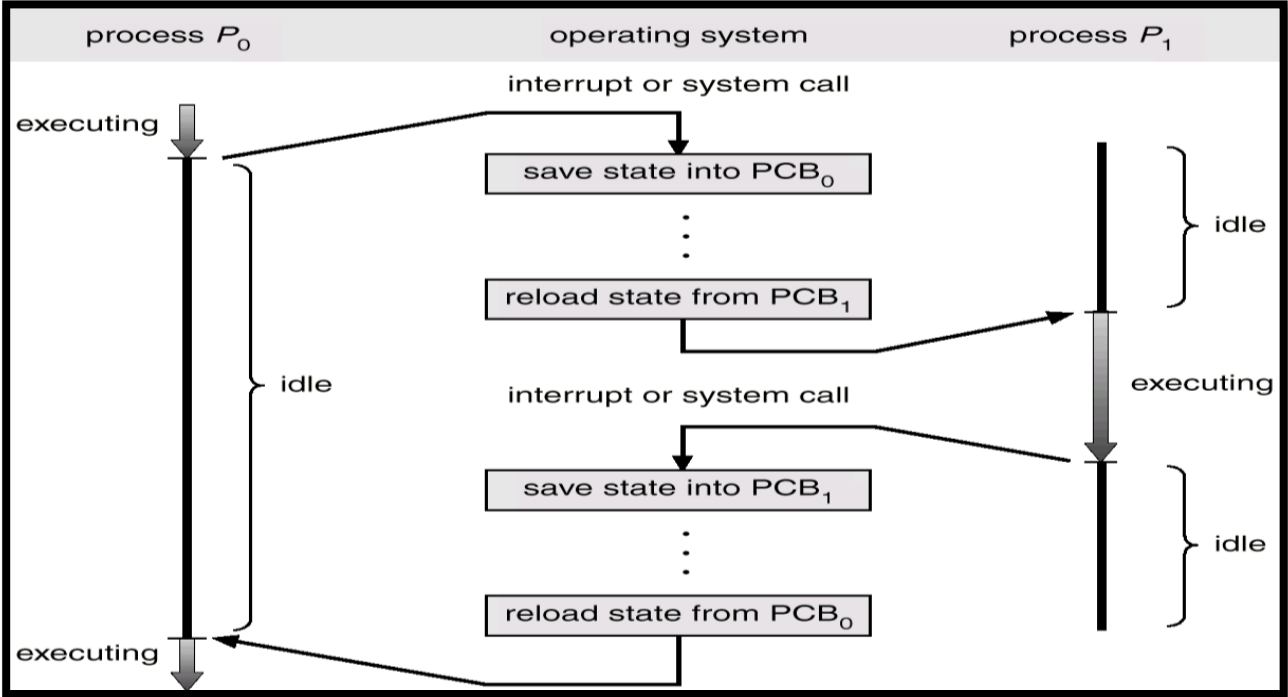 process P₀ operating system process P₁
interrupt or system call
executing
save state into PCB₀
idle
reload state from PCB₁
idle
interrupt or system call
executing
save state into PCB₁
idle
reload state from PCB₀
executing